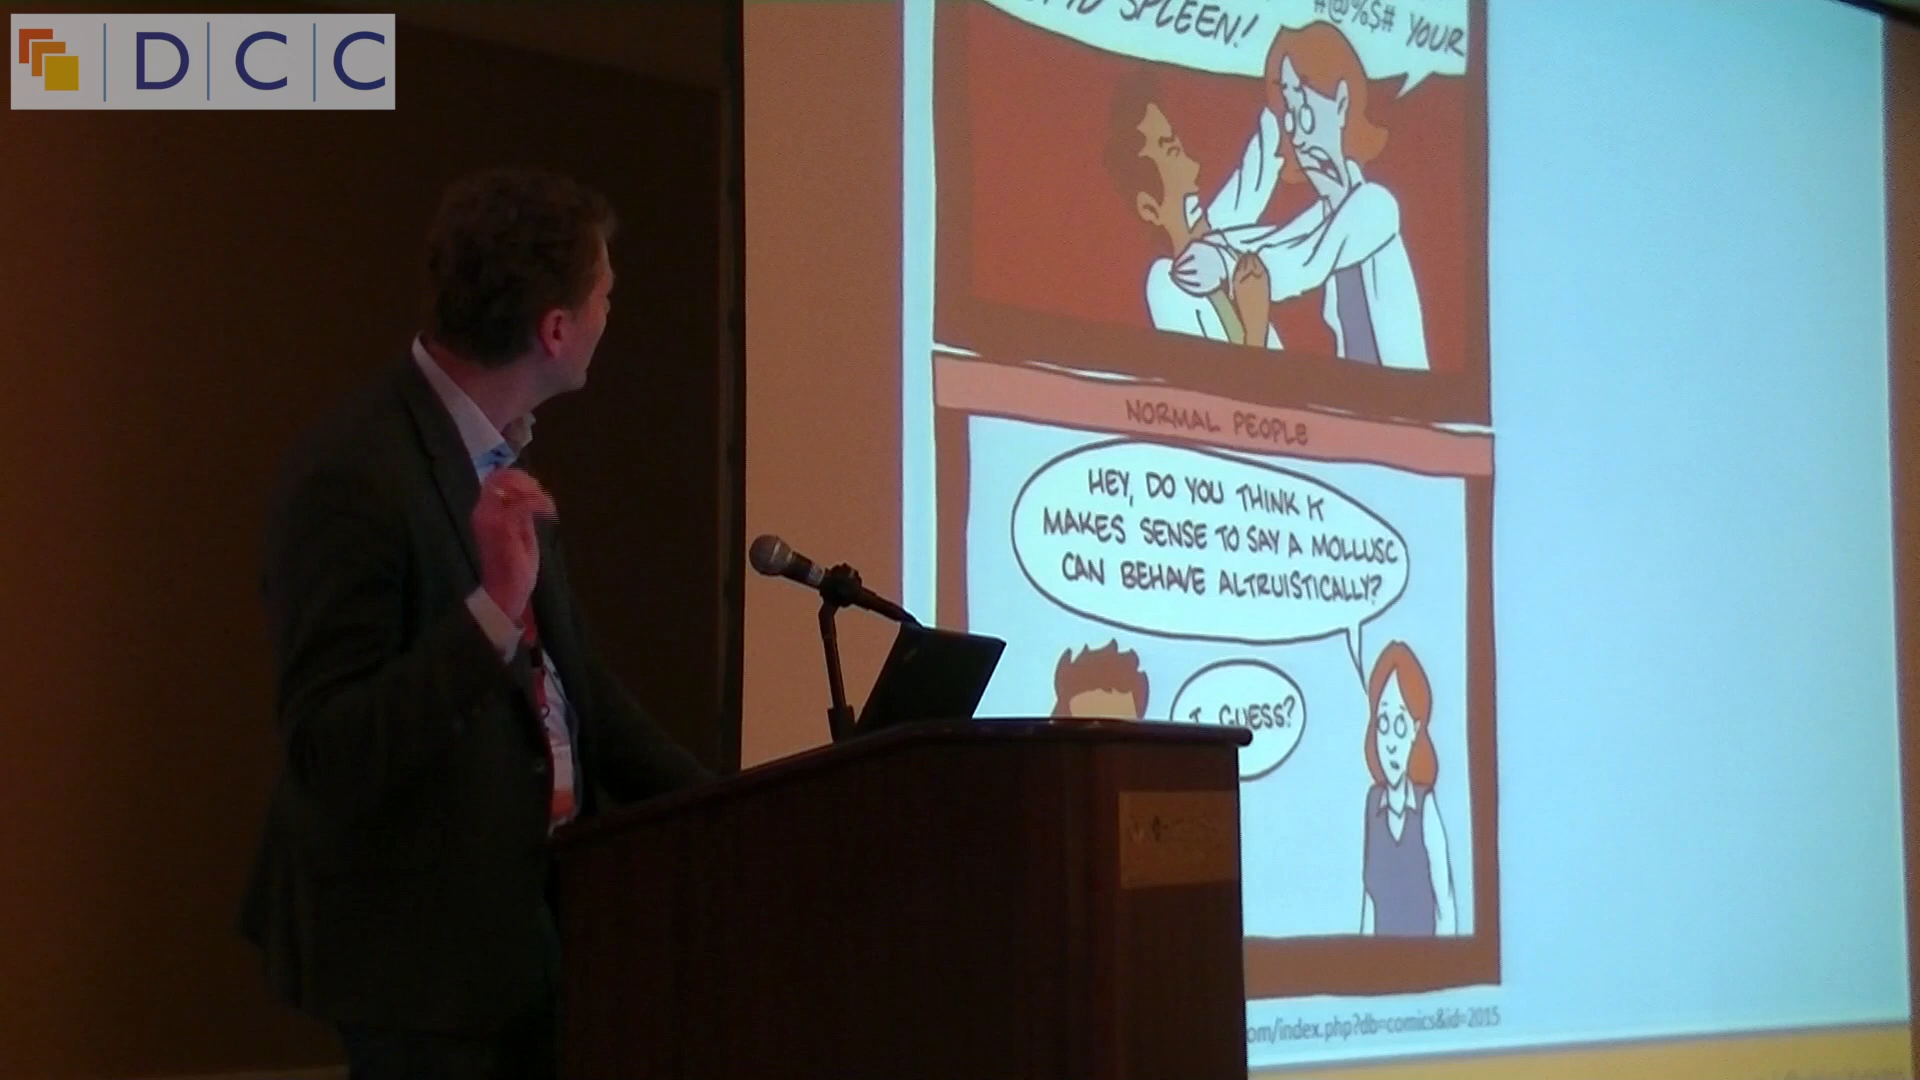 DCC
SPLEEN!
#@%$# YOUR
NORMAL PEOPLE
HEY, DO YOU THINK IT
MAKES SENSE TO SAY A MOLLUSC
CAN BEHAVE ALTRUISTICALLY?
I GUESS?
om/index.php?db=comics&id=2015